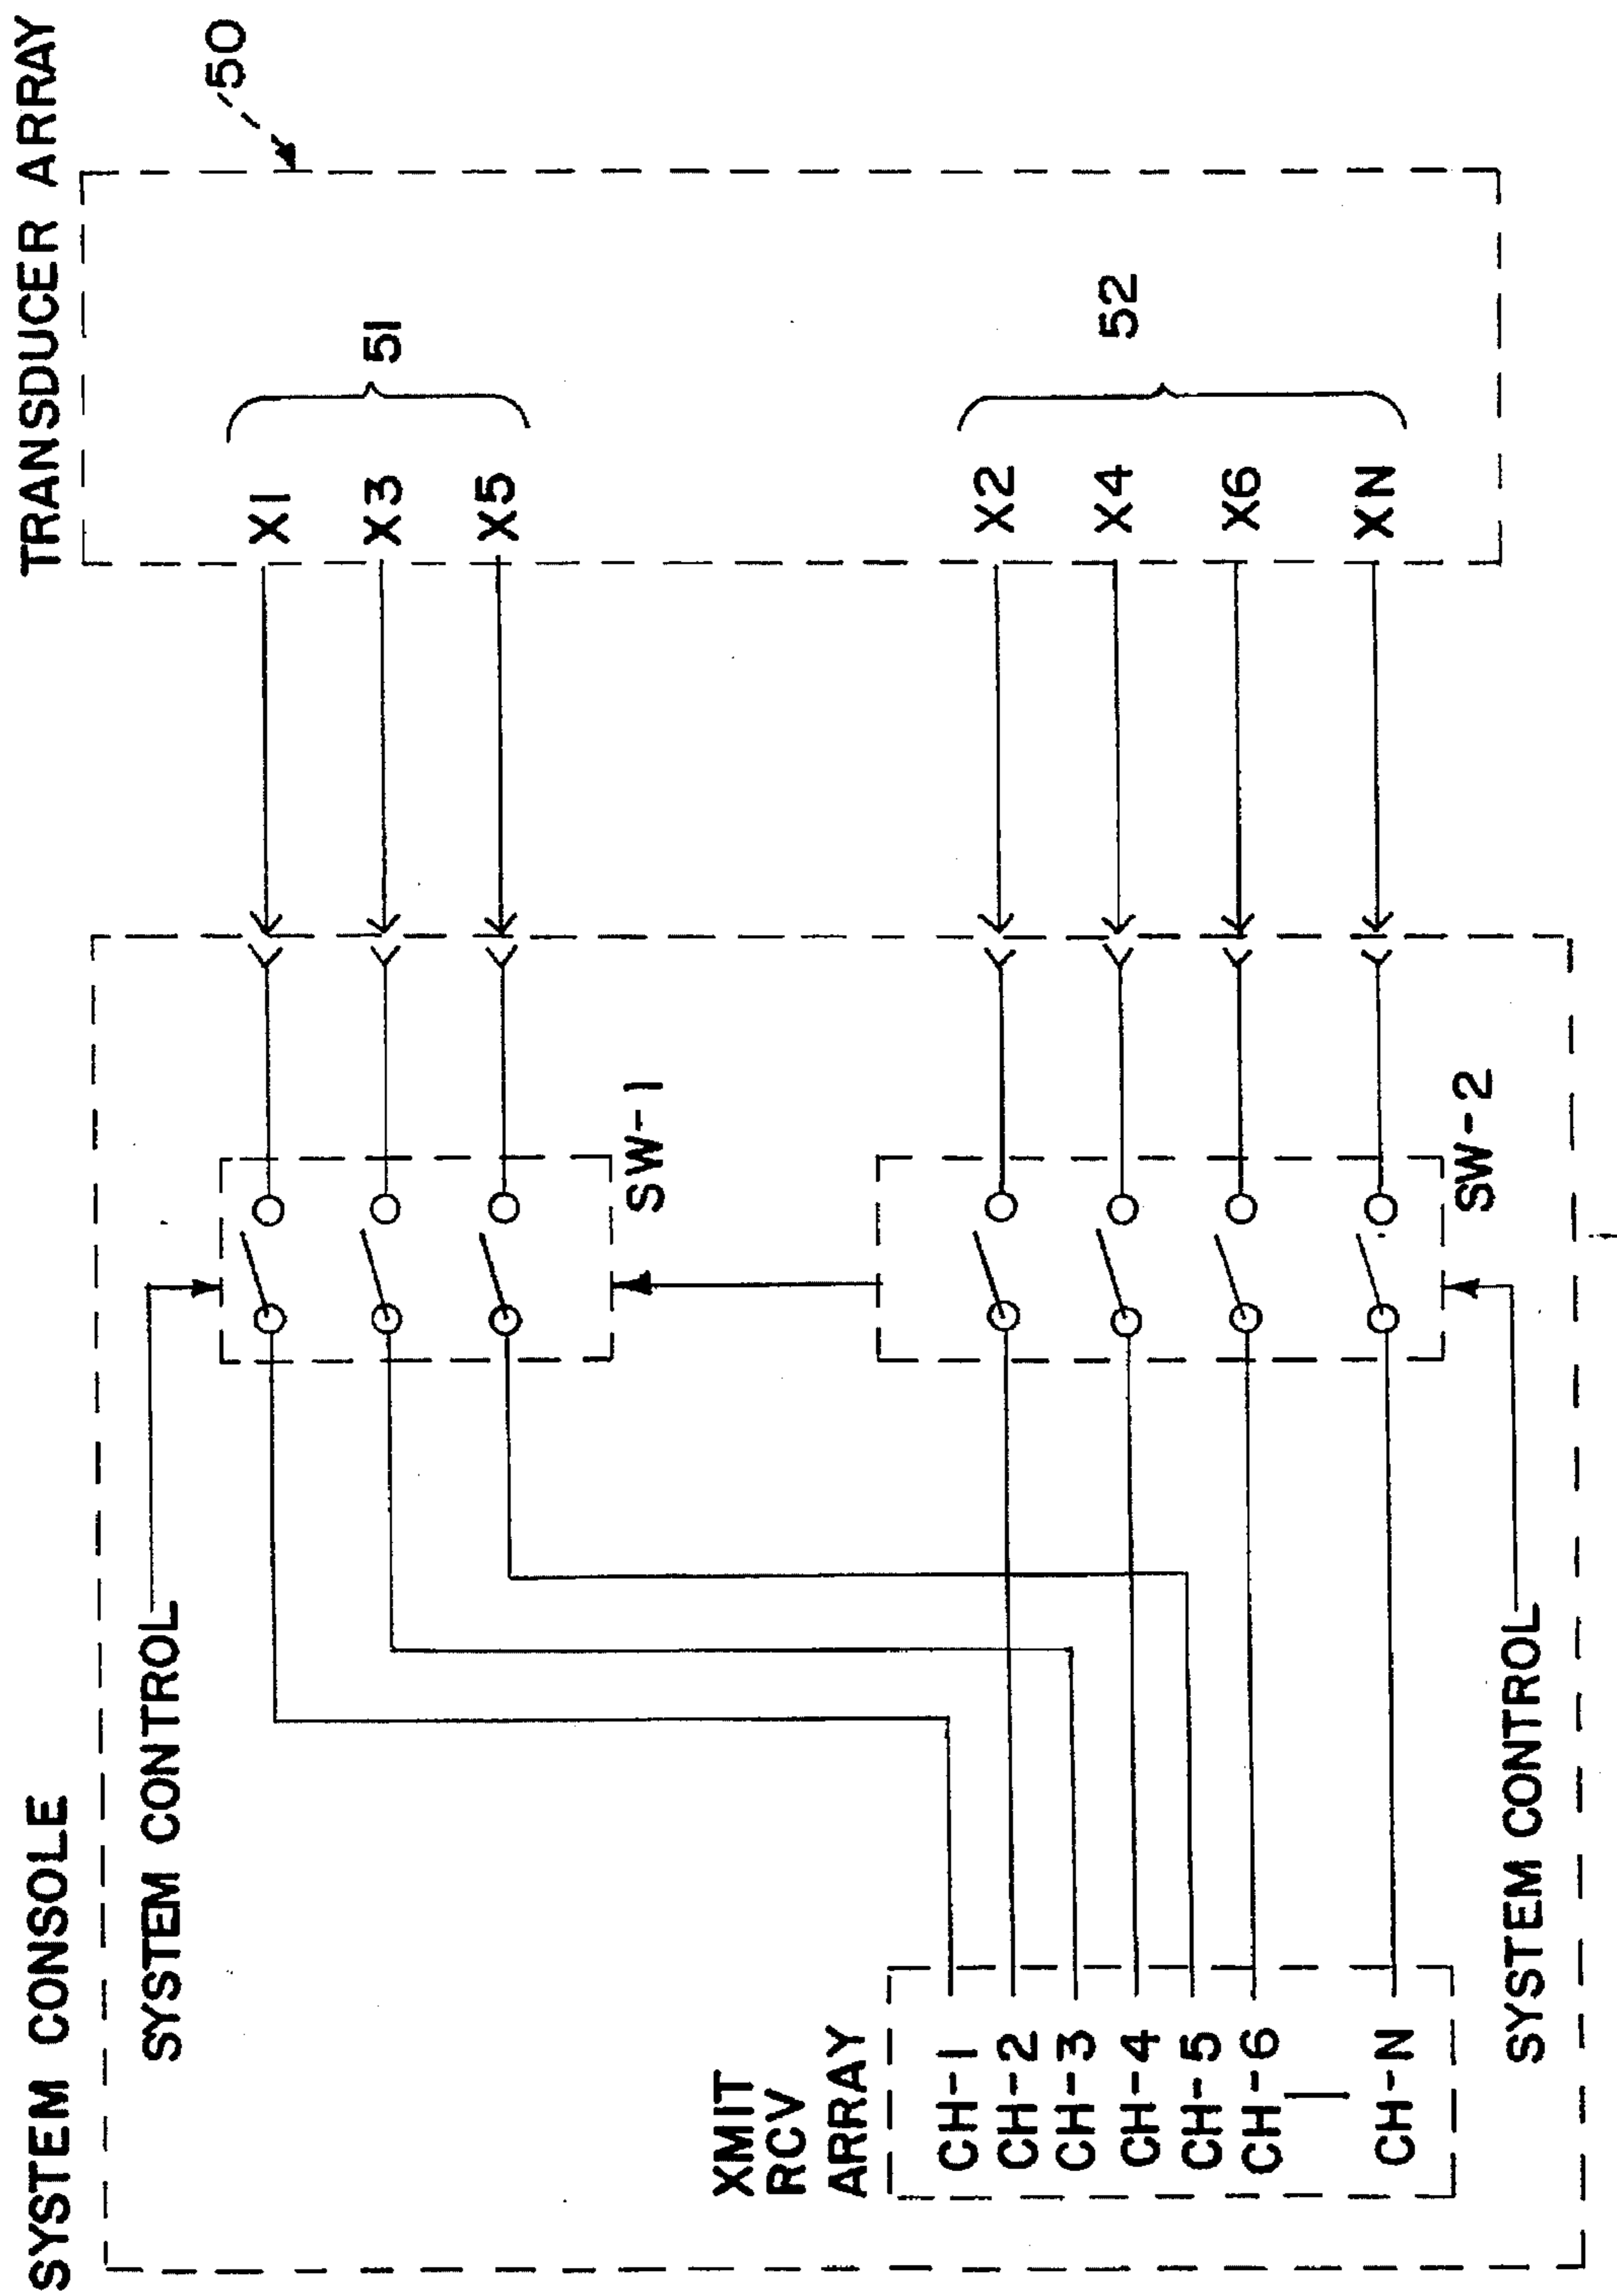 SYSTEM CONSOLE
TRANSDUCER ARRAY
50
SYSTEM CONTROL
X1
X3
X5
51
SW-1
XMIT
RCV
ARRAY
CH-1
CH-2
CH-3
CH-4
CH-5
CH-6
CH-N
X2
X4
X6
XN
52
SW-2
SYSTEM CONTROL